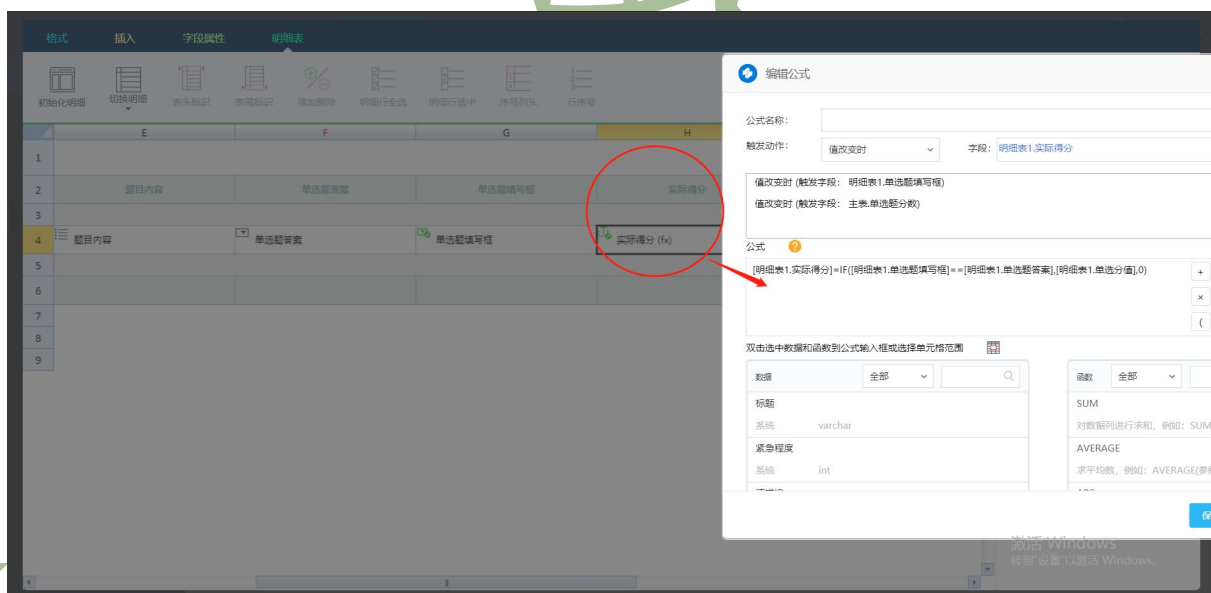 格式 插入 字段属性 明细表
初始化明细 切换明细 表头标识 表尾标识 添加删除 明细行全选 明细行选中 序号列头 行序号
E F G H
1
2 题目内容 单选题答案 单选题填写框 实际得分
3
4 题目内容 单选题答案 单选题填写框 实际得分 (fx)
5
6
7
8
9
编辑公式
公式名称:
触发动作: 值改变时 字段: 明细表1.实际得分
值改变时 (触发字段: 明细表1.单选题填写框)
值改变时 (触发字段: 主表.单选题分数)
公式 ?
[明细表1.实际得分]=IF([明细表1.单选题填写框]==[明细表1.单选题答案],[明细表1.单选分值],0)
+
×
(
双击选中数据和函数到公式输入框或选择单元格范围
数据 全部 函数 全部
标题 SUM
系统 varchar 对数据列进行求和, 例如: SUM
紧急程度 AVERAGE
系统 int 求平均数, 例如: AVERAGE(参
保
激活 Windows
转到"设置"以激活 Windows。